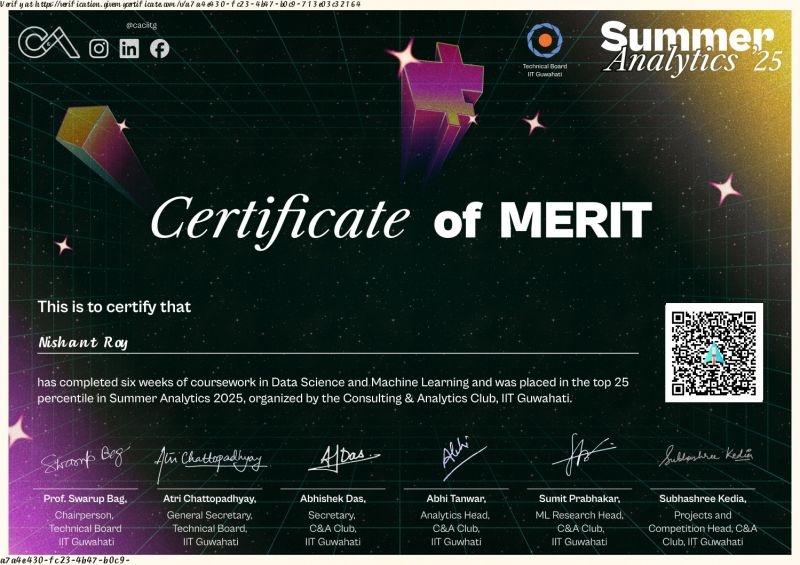 Verify at https://verification.givemycertificate.com/v/a7a4e430-fc23-4b47-b0c9-713e03c32164
@caciitg
Technical Board
IIT Guwahati
Summer
Analytics '25
Certificate of MERIT
This is to certify that
Nishant Roy
has completed six weeks of coursework in Data Science and Machine Learning and was placed in the top 25
percentile in Summer Analytics 2025, organized by the Consulting & Analytics Club, IIT Guwahati.
Swarup Bag
Atri Chattopadhyay
A Das
Abhi
Subhashree Kedia
Prof. Swarup Bag,
Chairperson,
Technical Board
IIT Guwahati
Atri Chattopadhyay,
General Secretary,
Technical Board,
IIT Guwahati
Abhishek Das,
Secretary,
C&A Club,
IIT Guwahati
Abhi Tanwar,
Analytics Head,
C&A Club,
IIT Guwhati
Sumit Prabhakar,
ML Research Head,
C&A Club,
IIT Guwahati
Subhashree Kedia,
Projects and
Competition Head, C&A
Club, IIT Guwahati
a7a4e430-fc23-4b47-b0c9-